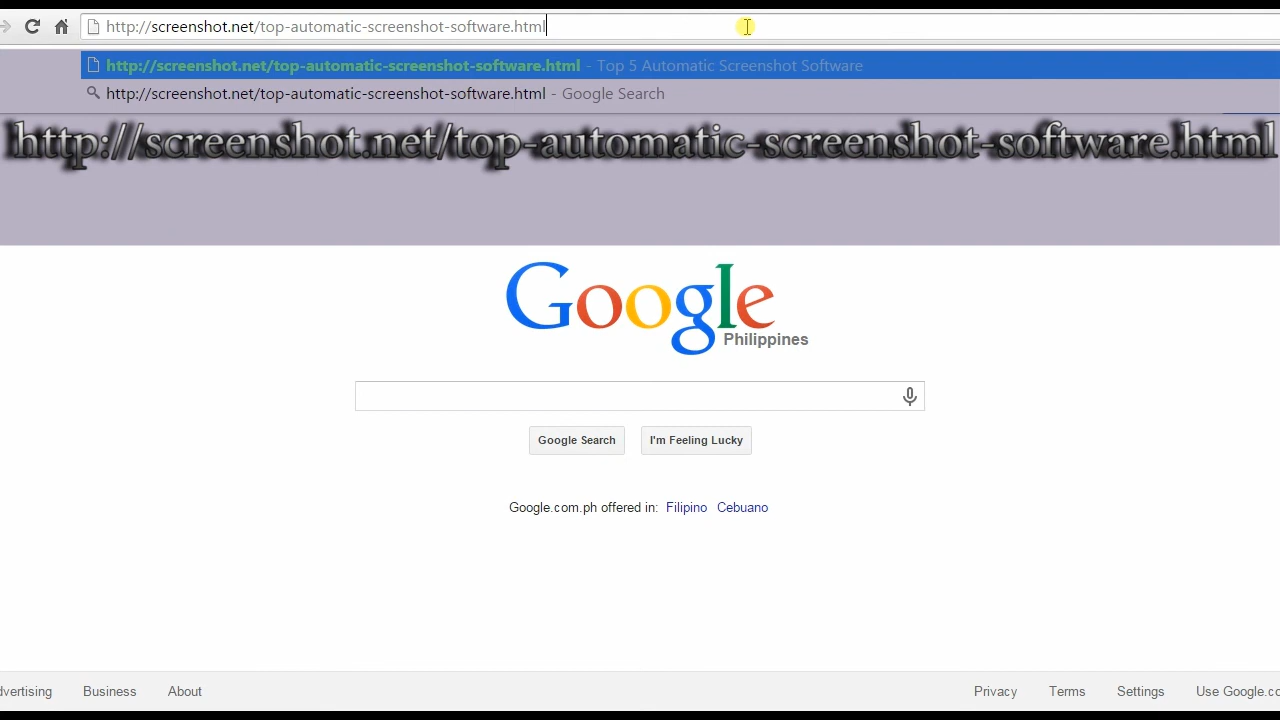 http://screenshot.net/top-automatic-screenshot-software.html
http://screenshot.net/top-automatic-screenshot-software.html - Top 5 Automatic Screenshot Software
http://screenshot.net/top-automatic-screenshot-software.html - Google Search
http://screenshot.net/top-automatic-screenshot-software.html
Google
Philippines
Google Search I'm Feeling Lucky
Google.com.ph offered in: Filipino Cebuano
dvertising Business About Privacy Terms Settings Use Google.co